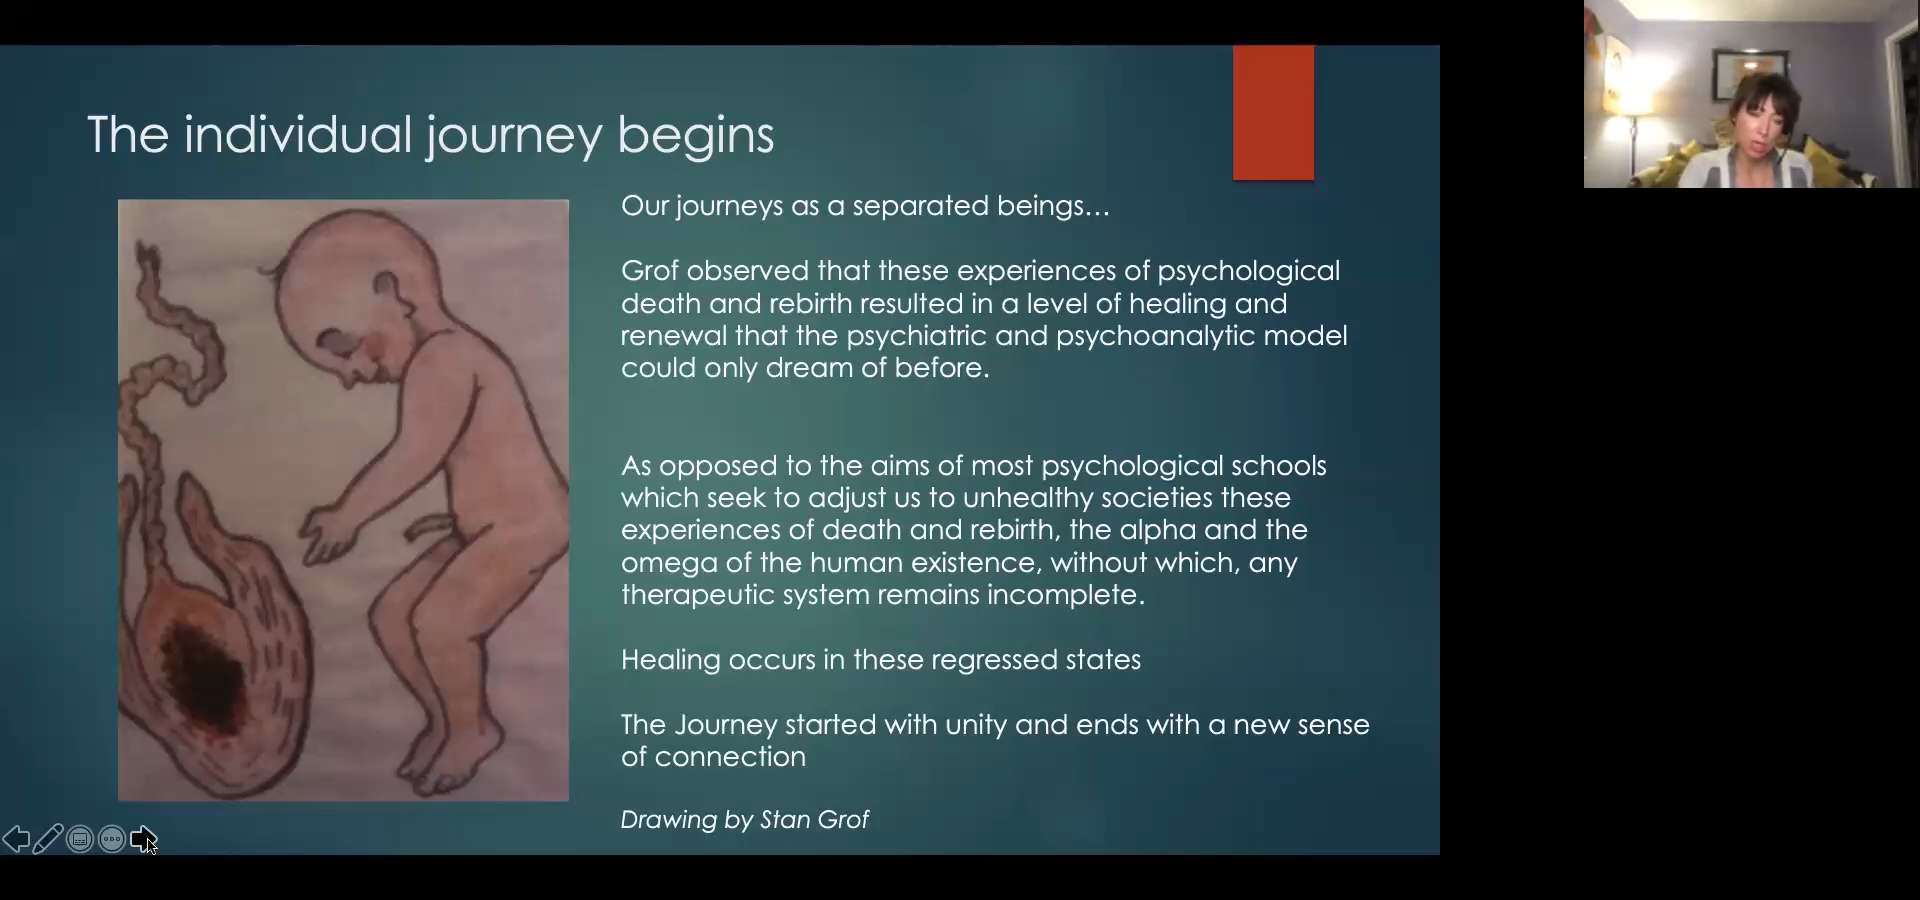 The individual journey begins
Our journeys as a separated beings...
Grof observed that these experiences of psychological
death and rebirth resulted in a level of healing and
renewal that the psychiatric and psychoanalytic model
could only dream of before.
As opposed to the aims of most psychological schools
which seek to adjust us to unhealthy societies these
experiences of death and rebirth, the alpha and the
omega of the human existence, without which, any
therapeutic system remains incomplete.
Healing occurs in these regressed states
The Journey started with unity and ends with a new sense
of connection
Drawing by Stan Grof